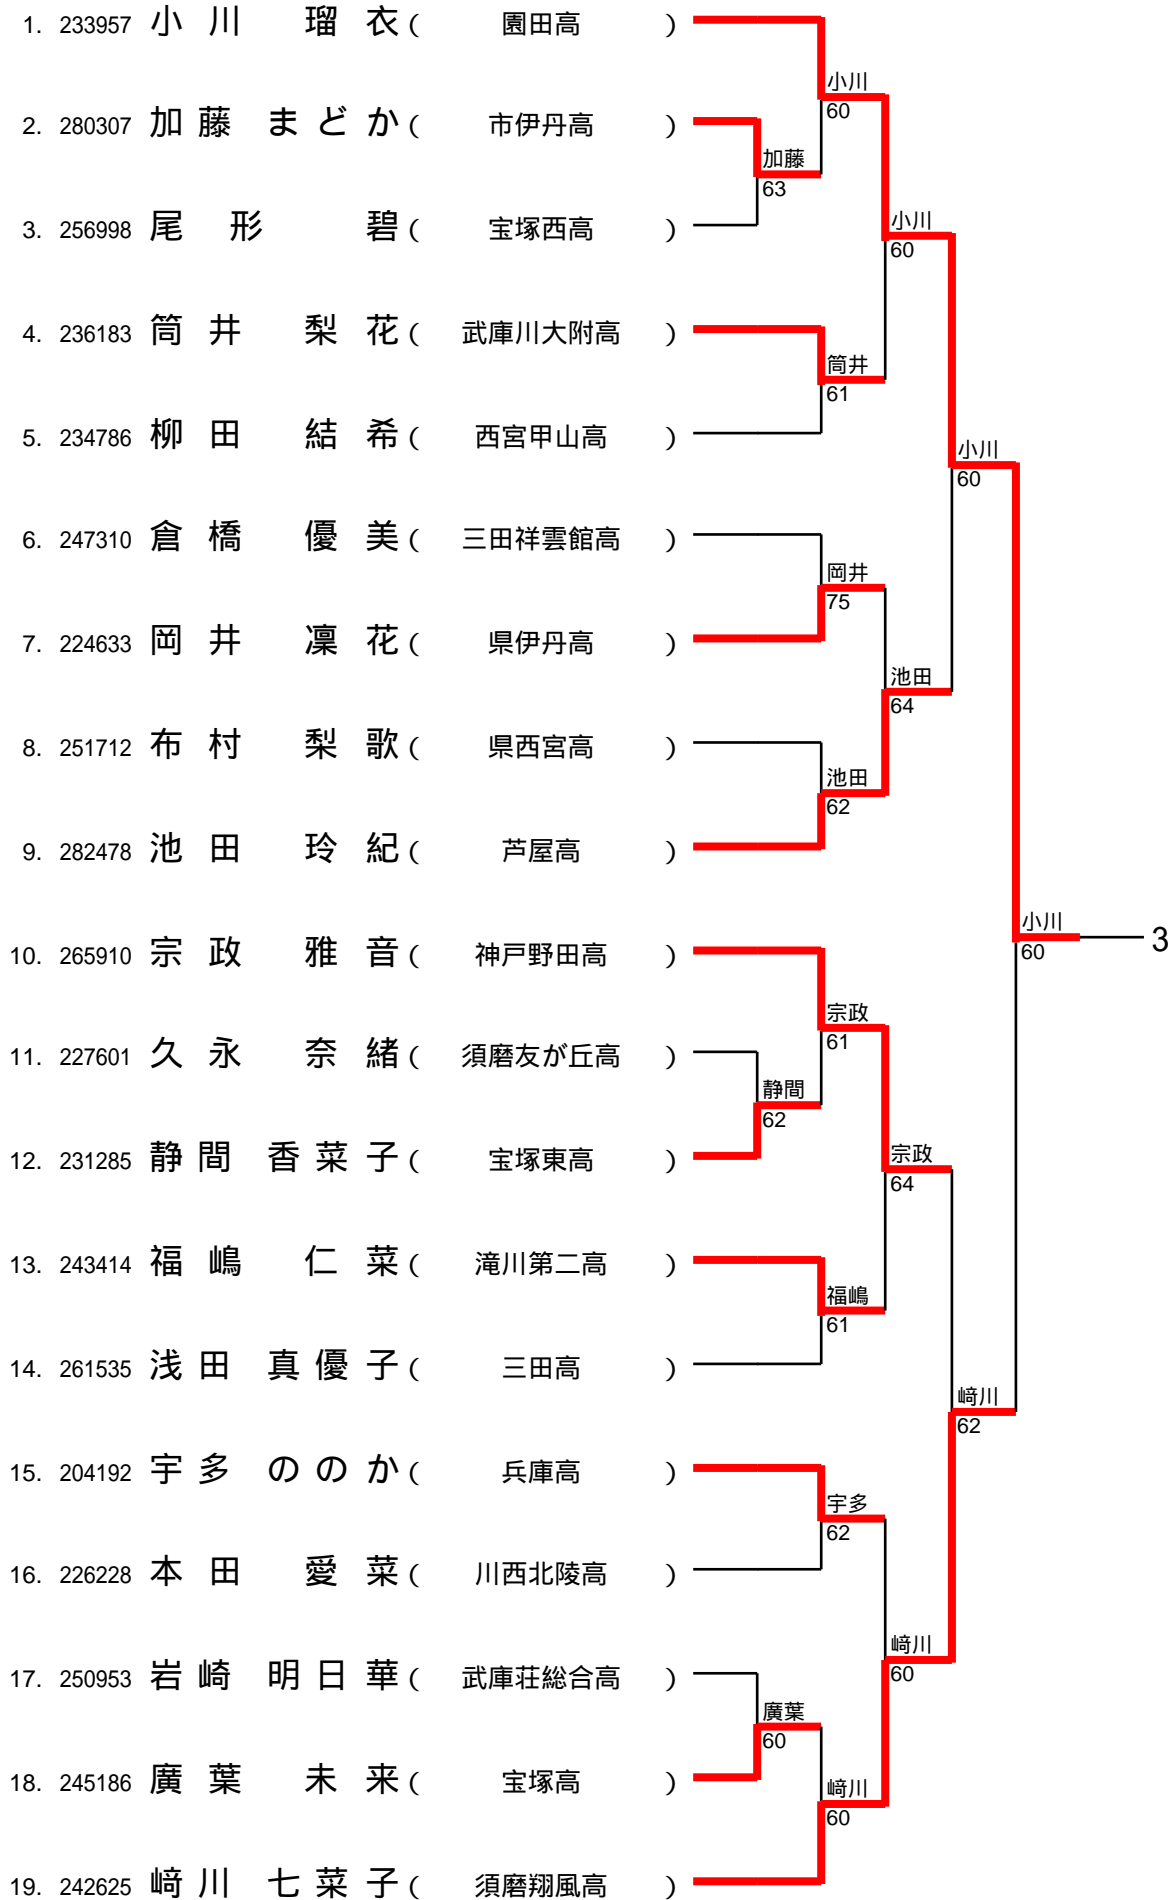 1. 233957 小川 瑠衣 ( 園田高 )
小川
60
2. 280307 加藤 まどか ( 市伊丹高 )
加藤
63
3. 256998 尾形 碧 ( 宝塚西高 )
小川
60
4. 236183 筒井 梨花 ( 武庫川大附高 )
筒井
61
5. 234786 柳田 結希 ( 西宮甲山高 )
小川
60
6. 247310 倉橋 優美 ( 三田祥雲館高 )
岡井
75
7. 224633 岡井 凜花 ( 県伊丹高 )
池田
64
8. 251712 布村 梨歌 ( 県西宮高 )
池田
62
9. 282478 池田 玲紀 ( 芦屋高 )
小川
60
3
10. 265910 宗政 雅音 ( 神戸野田高 )
宗政
61
11. 227601 久永 奈緒 ( 須磨友が丘高 )
静間
62
12. 231285 静間 香菜子 ( 宝塚東高 )
宗政
64
13. 243414 福嶋 仁菜 ( 滝川第二高 )
福嶋
61
14. 261535 浅田 真優子 ( 三田高 )
﨑川
62
15. 204192 宇多 ののか ( 兵庫高 )
宇多
62
16. 226228 本田 愛菜 ( 川西北陵高 )
﨑川
60
17. 250953 岩崎 明日華 ( 武庫荘総合高 )
廣葉
60
18. 245186 廣葉 未来 ( 宝塚高 )
﨑川
60
19. 242625 﨑川 七菜子 ( 須磨翔風高 )